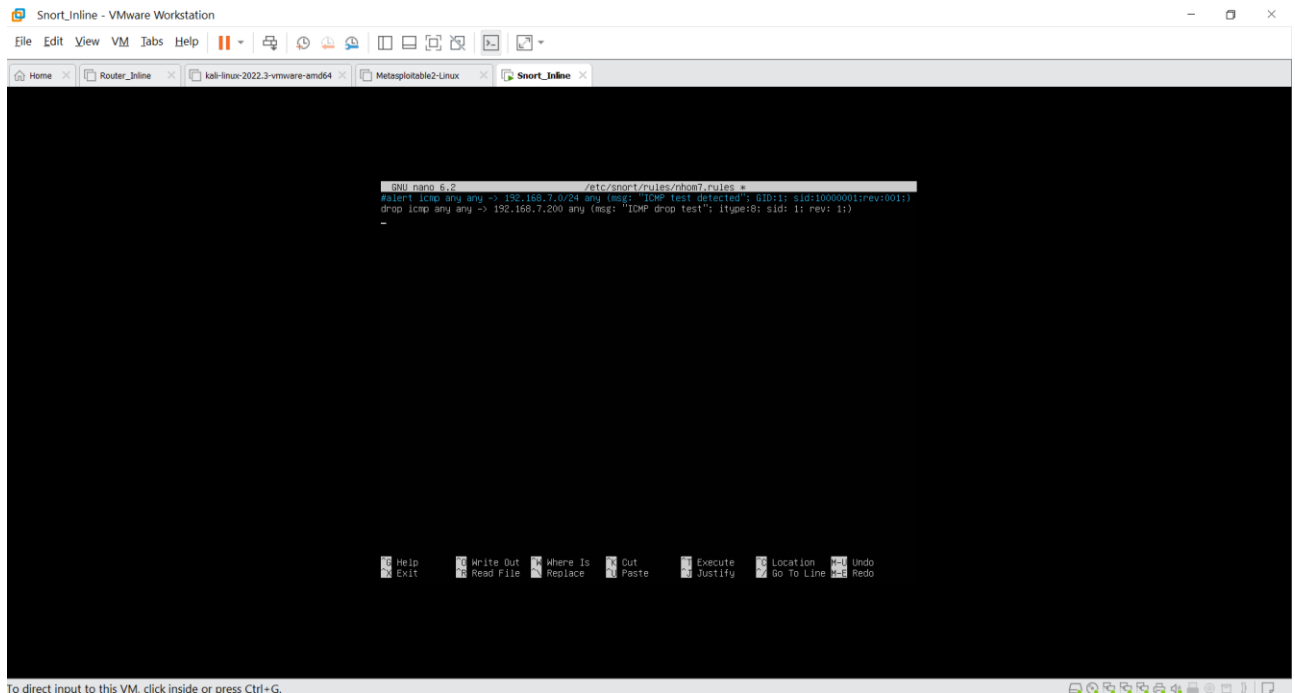 Snort_Inline - VMware Workstation
File Edit View VM Tabs Help
Home Router_Inline kali-linux-2022.3-vmware-amd64 Metasploitable2-Linux Snort_Inline
GNU nano 6.2 /etc/snort/rules/nhom7.rules *
#alert icmp any any -> 192.168.7.0/24 any (msg: "ICMP test detected"; GID:1; sid:10000001;rev:001;)
drop icmp any any -> 192.168.7.200 any (msg: "ICMP drop test"; itype:8; sid: 1; rev: 1;)
^G Help ^O Write Out ^W Where Is ^K Cut ^T Execute ^C Location M-U Undo
^X Exit ^R Read File ^\ Replace ^U Paste ^J Justify ^/ Go To Line M-E Redo
To direct input to this VM, click inside or press Ctrl+G.